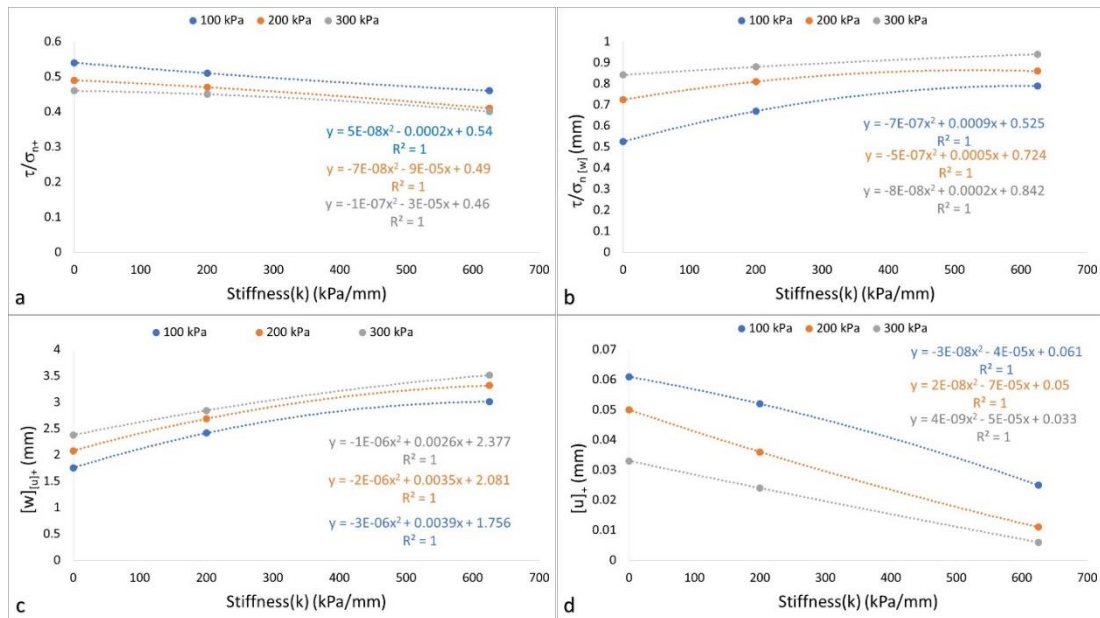 100 kPa 200 kPa 300 kPa
0.6
0.5
0.4
0.3
0.2
0.1
0
τ/σn+
y = 5E-08x² - 0.0002x + 0.54
R² = 1
y = -7E-08x² - 9E-05x + 0.49
R² = 1
y = -1E-07x² - 3E-05x + 0.46
R² = 1
0 100 200 300 400 500 600 700
Stiffness(k) (kPa/mm)
a
100 kPa 200 kPa 300 kPa
1
0.9
0.8
0.7
0.6
0.5
0.4
0.3
0.2
0.1
0
τ/σn [w] (mm)
y = -7E-07x² + 0.0009x + 0.525
R² = 1
y = -5E-07x² + 0.0005x + 0.724
R² = 1
y = -8E-08x² + 0.0002x + 0.842
R² = 1
0 100 200 300 400 500 600 700
Stiffness(k) (kPa/mm)
b
100 kPa 200 kPa 300 kPa
4
3.5
3
2.5
2
1.5
1
0.5
0
[w][u]+ (mm)
y = -1E-06x² + 0.0026x + 2.377
R² = 1
y = -2E-06x² + 0.0035x + 2.081
R² = 1
y = -3E-06x² + 0.0039x + 1.756
R² = 1
0 100 200 300 400 500 600 700
Stiffness(k) (kPa/mm)
c
100 kPa 200 kPa 300 kPa
0.07
0.06
0.05
0.04
0.03
0.02
0.01
0
[u]+ (mm)
y = -3E-08x² - 4E-05x + 0.061
R² = 1
y = 2E-08x² - 7E-05x + 0.05
R² = 1
y = 4E-09x² - 5E-05x + 0.033
R² = 1
0 100 200 300 400 500 600 700
Stiffness(k) (kPa/mm)
d